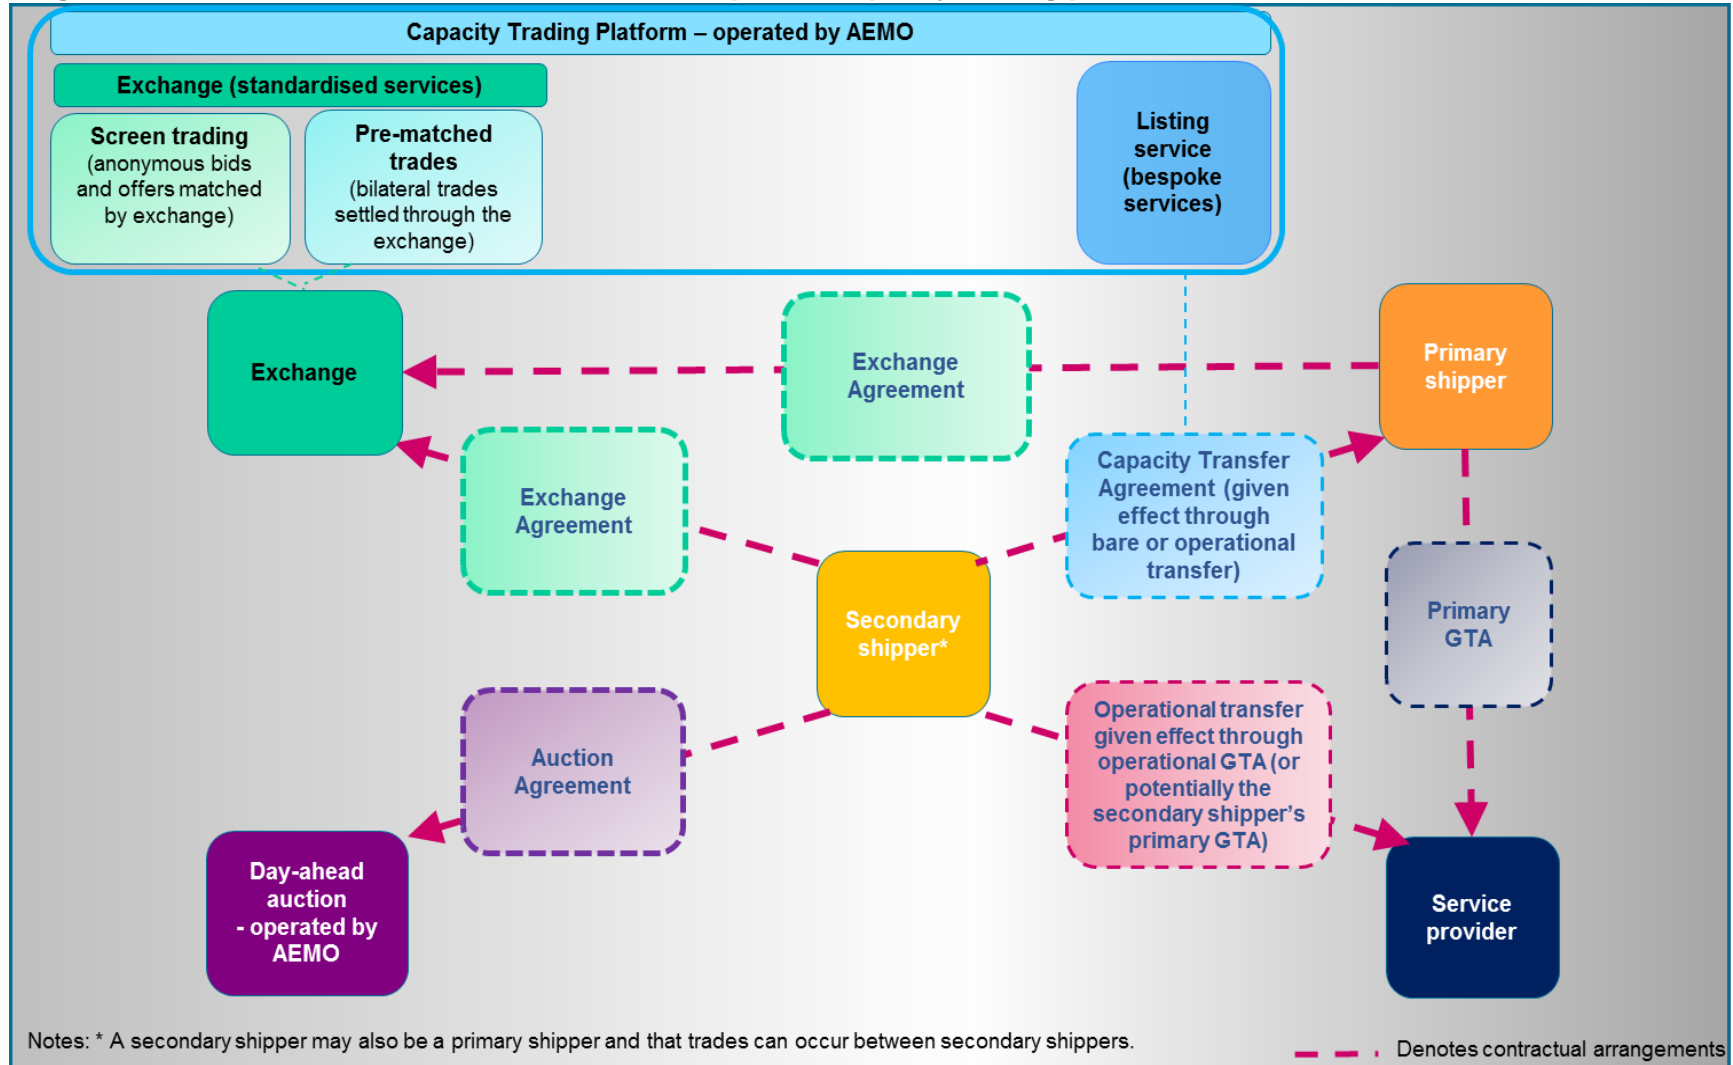 Capacity Trading Platform – operated by AEMO
Exchange (standardised services)
Screen trading
(anonymous bids
and offers matched
by exchange)
Pre-matched
trades
(bilateral trades
settled through the
exchange)
Listing
service
(bespoke
services)
Exchange
Exchange
Agreement
Primary
shipper
Exchange
Agreement
Capacity Transfer
Agreement (given
effect through
bare or operational
transfer)
Secondary
shipper*
Primary
GTA
Auction
Agreement
Operational transfer
given effect through
operational GTA (or
potentially the
secondary shipper's
primary GTA)
Day-ahead
auction
- operated by
AEMO
Service
provider
Notes: * A secondary shipper may also be a primary shipper and that trades can occur between secondary shippers.
Denotes contractual arrangements